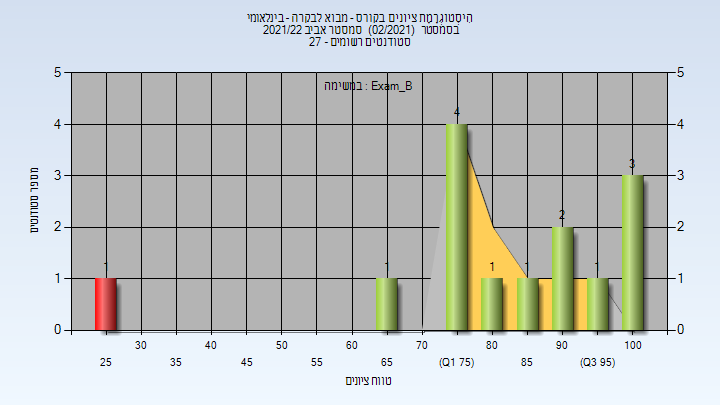 היסטוגרמת ציונים בקורס - מבוא לבקרה - בינלאומי
בסמסטר (02/2021) סמסטר אביב 2021/22
סטודנטים רשומים - 27
במשימה : Exam_B
מספר סטודנטים
5
4
3
2
1
0
5
4
3
2
1
0
1
1
4
1
1
2
1
3
30 40 50 60 70 80 90 100
25 35 45 55 65 (Q1 75) 85 (Q3 95)
טווח ציונים